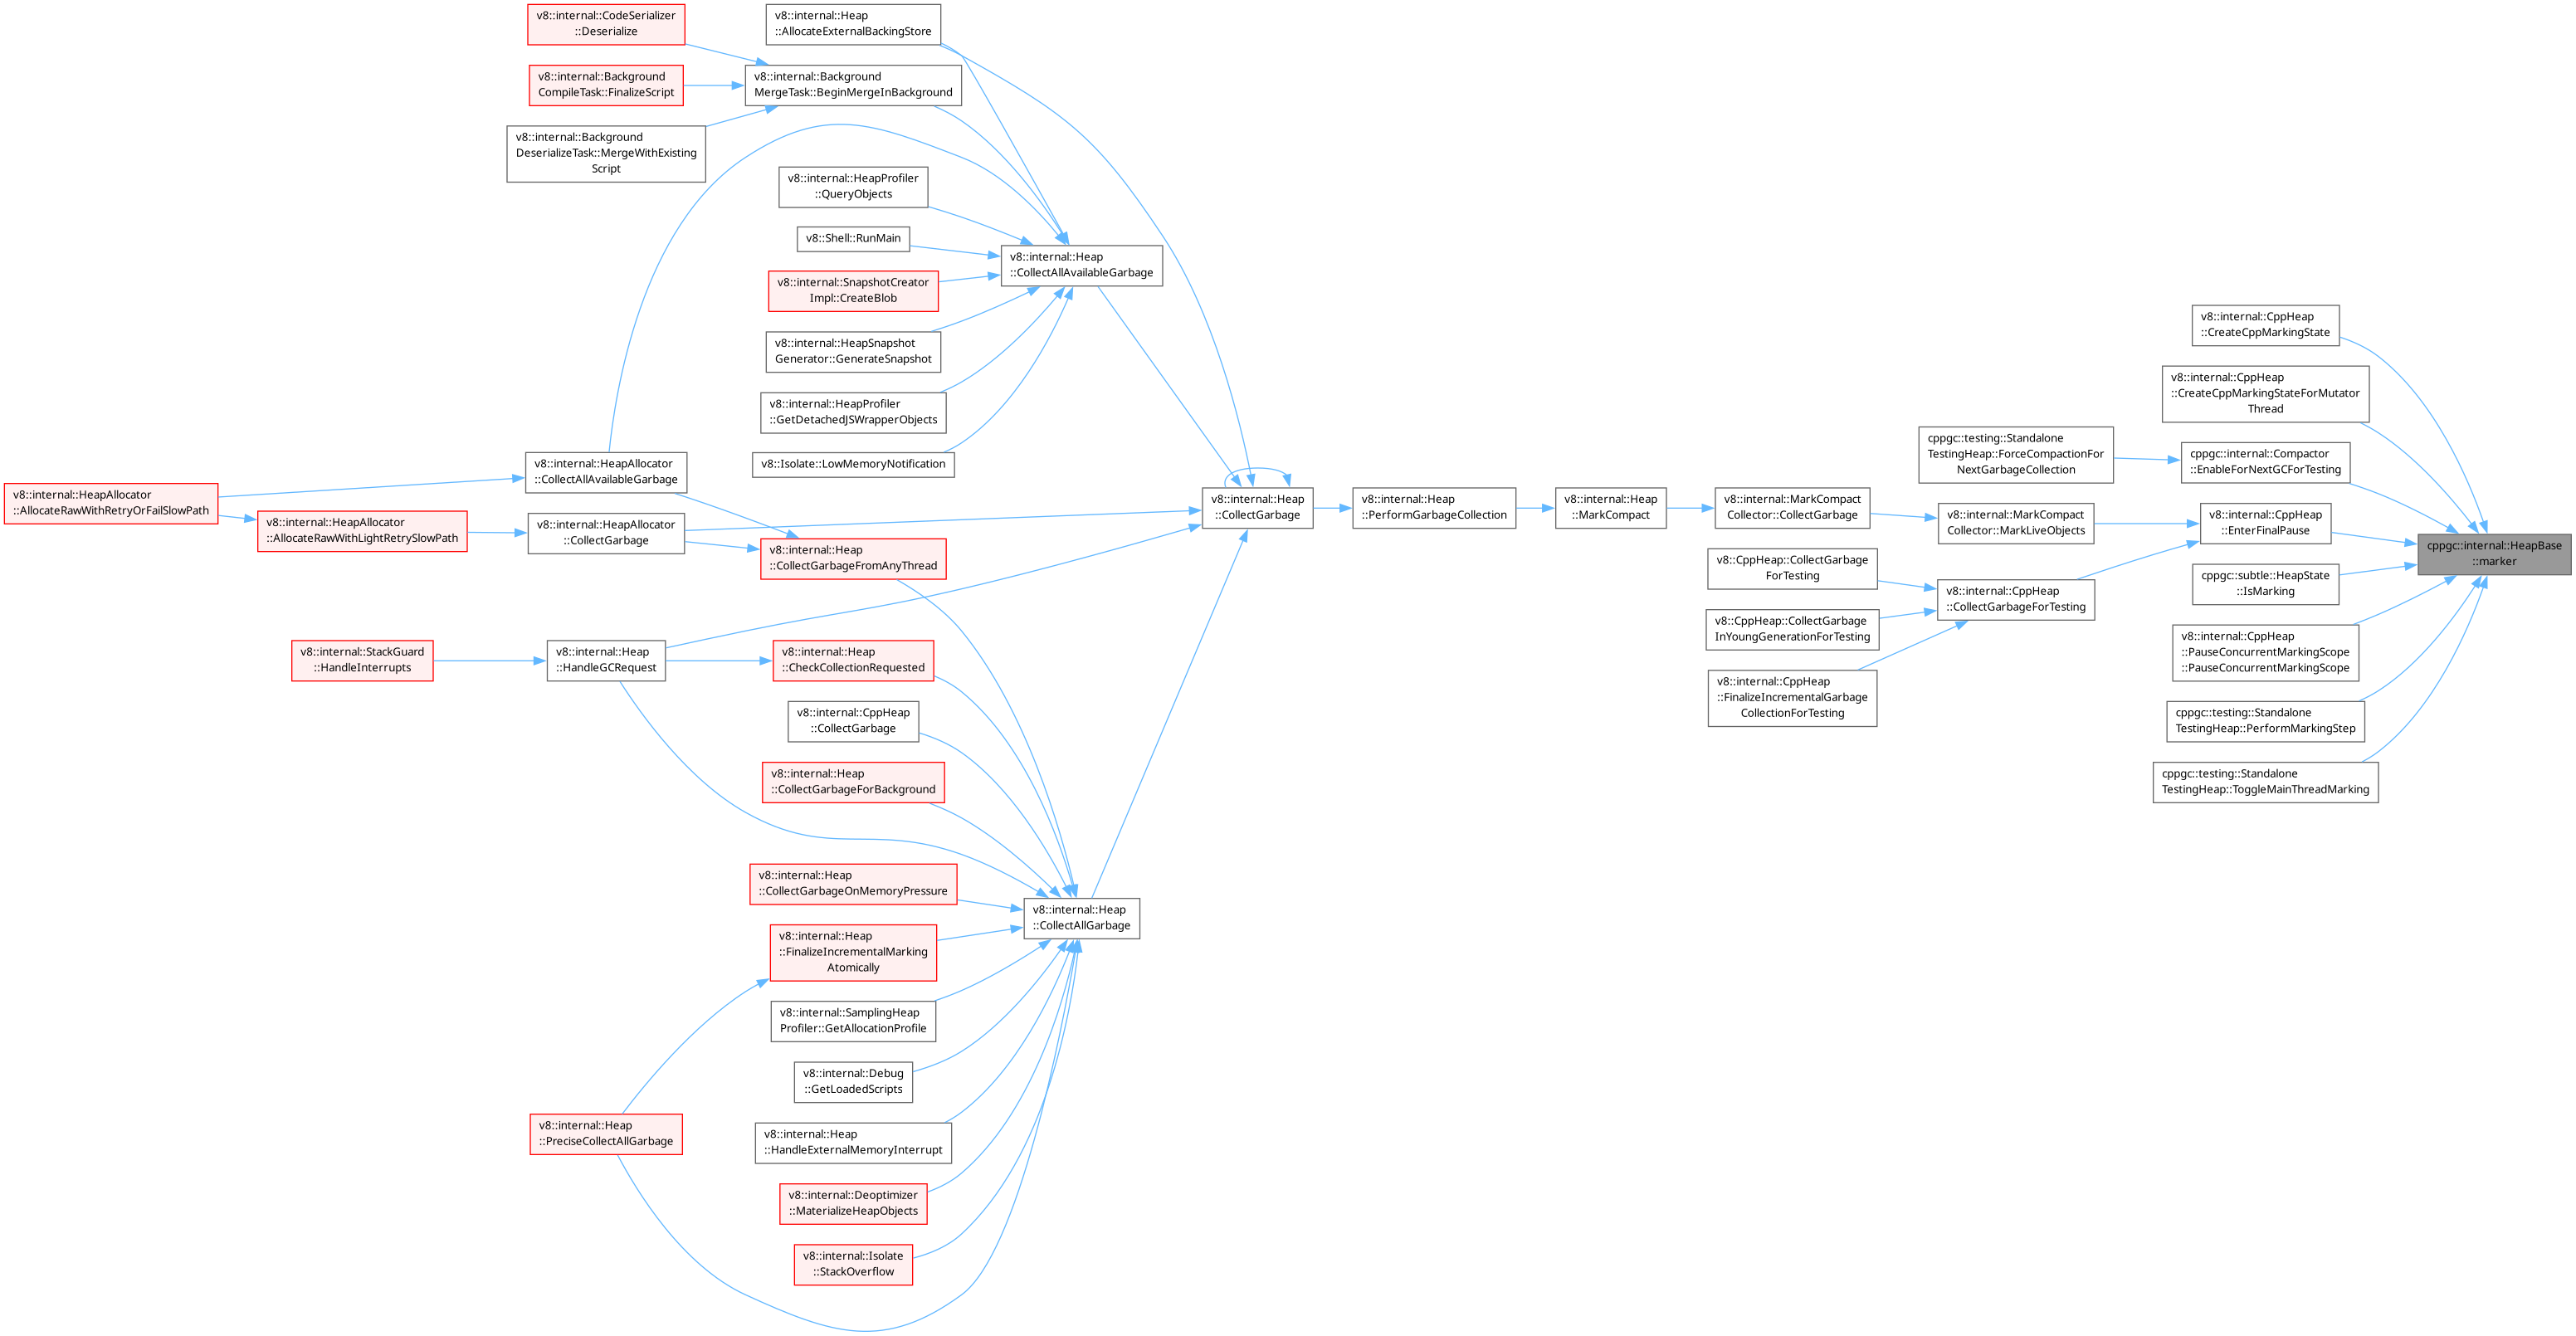 v8::internal::CodeSerializer
::Deserialize
v8::internal::Heap
::AllocateExternalBackingStore
v8::internal::Background
CompileTask::FinalizeScript
v8::internal::Background
MergeTask::BeginMergeInBackground
v8::internal::Background
DeserializeTask::MergeWithExisting
Script
v8::internal::HeapProfiler
::QueryObjects
v8::Shell::RunMain
v8::internal::Heap
::CollectAllAvailableGarbage
v8::internal::SnapshotCreator
Impl::CreateBlob
v8::internal::HeapSnapshot
Generator::GenerateSnapshot
v8::internal::HeapProfiler
::GetDetachedJSWrapperObjects
v8::Isolate::LowMemoryNotification
v8::internal::HeapAllocator
::CollectAllAvailableGarbage
v8::internal::HeapAllocator
::AllocateRawWithRetryOrFailSlowPath
v8::internal::HeapAllocator
::AllocateRawWithLightRetrySlowPath
v8::internal::HeapAllocator
::CollectGarbage
v8::internal::Heap
::CollectGarbageFromAnyThread
v8::internal::Heap
::CollectGarbage
v8::internal::Heap
::PerformGarbageCollection
v8::internal::Heap
::MarkCompact
v8::internal::MarkCompact
Collector::CollectGarbage
v8::internal::CppHeap
::CreateCppMarkingState
v8::internal::CppHeap
::CreateCppMarkingStateForMutator
Thread
cppgc::testing::Standalone
TestingHeap::ForceCompactionFor
NextGarbageCollection
cppgc::internal::Compactor
::EnableForNextGCForTesting
v8::internal::MarkCompact
Collector::MarkLiveObjects
v8::internal::CppHeap
::EnterFinalPause
cppgc::internal::HeapBase
::marker
v8::CppHeap::CollectGarbage
ForTesting
cppgc::subtle::HeapState
::IsMarking
v8::internal::CppHeap
::CollectGarbageForTesting
v8::CppHeap::CollectGarbage
InYoungGenerationForTesting
v8::internal::CppHeap
::PauseConcurrentMarkingScope
::PauseConcurrentMarkingScope
v8::internal::CppHeap
::FinalizeIncrementalGarbage
CollectionForTesting
cppgc::testing::Standalone
TestingHeap::PerformMarkingStep
cppgc::testing::Standalone
TestingHeap::ToggleMainThreadMarking
v8::internal::StackGuard
::HandleInterrupts
v8::internal::Heap
::HandleGCRequest
v8::internal::Heap
::CheckCollectionRequested
v8::internal::CppHeap
::CollectGarbage
v8::internal::Heap
::CollectGarbageForBackground
v8::internal::Heap
::CollectGarbageOnMemoryPressure
v8::internal::Heap
::CollectAllGarbage
v8::internal::Heap
::FinalizeIncrementalMarking
Atomically
v8::internal::SamplingHeap
Profiler::GetAllocationProfile
v8::internal::Debug
::GetLoadedScripts
v8::internal::Heap
::PreciseCollectAllGarbage
v8::internal::Heap
::HandleExternalMemoryInterrupt
v8::internal::Deoptimizer
::MaterializeHeapObjects
v8::internal::Isolate
::StackOverflow